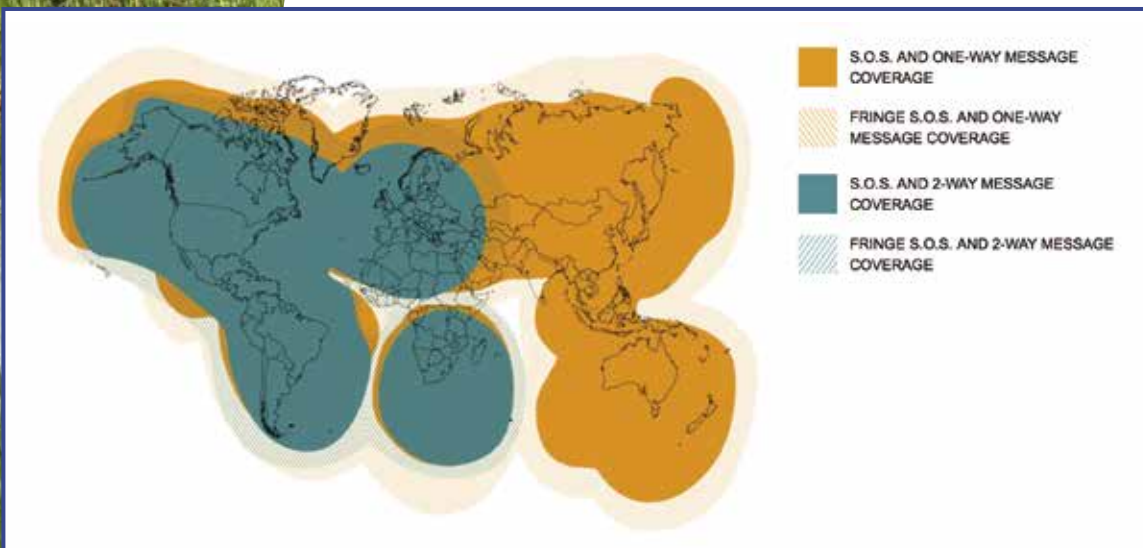 S.O.S. AND ONE-WAY MESSAGE
COVERAGE
FRINGE S.O.S. AND ONE-WAY
MESSAGE COVERAGE
S.O.S. AND 2-WAY MESSAGE
COVERAGE
FRINGE S.O.S. AND 2-WAY MESSAGE
COVERAGE